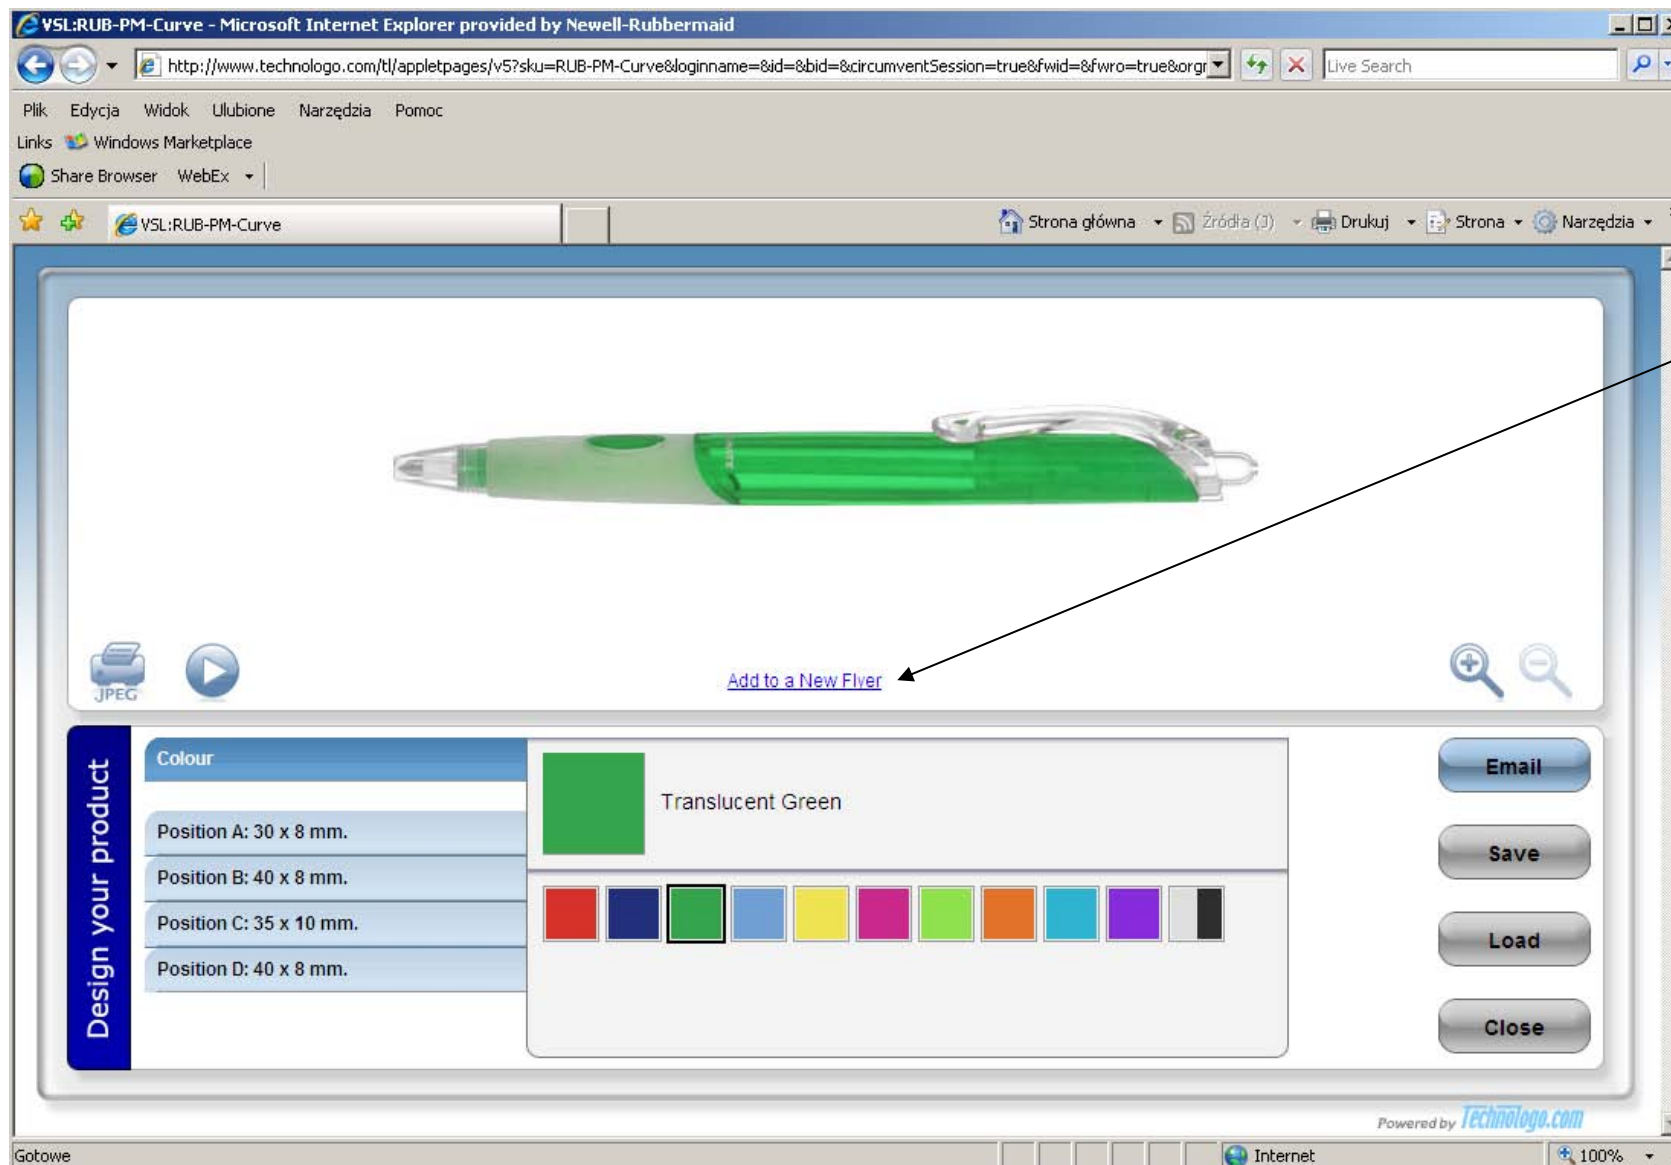 VSL:RUB-PM-Curve - Microsoft Internet Explorer provided by Newell-Rubbermaid
http://www.technologo.com/tl/appletpages/v5?sku=RUB-PM-Curve&loginname=&id=&bid=&circumventSession=true&fwid=&fwro=true&orgr
Live Search
Plik Edycja Widok Ulubione Narzędzia Pomoc
Links Windows Marketplace
Share Browser WebEx
VSL:RUB-PM-Curve
Strona główna Źródła (J) Drukuj Strona Narzędzia
JPEG
Add to a New Flyer
Design your product
Colour
Position A: 30 x 8 mm.
Position B: 40 x 8 mm.
Position C: 35 x 10 mm.
Position D: 40 x 8 mm.
Translucent Green
Email
Save
Load
Close
Powered by Technologo.com
Gotowe
Internet
100%